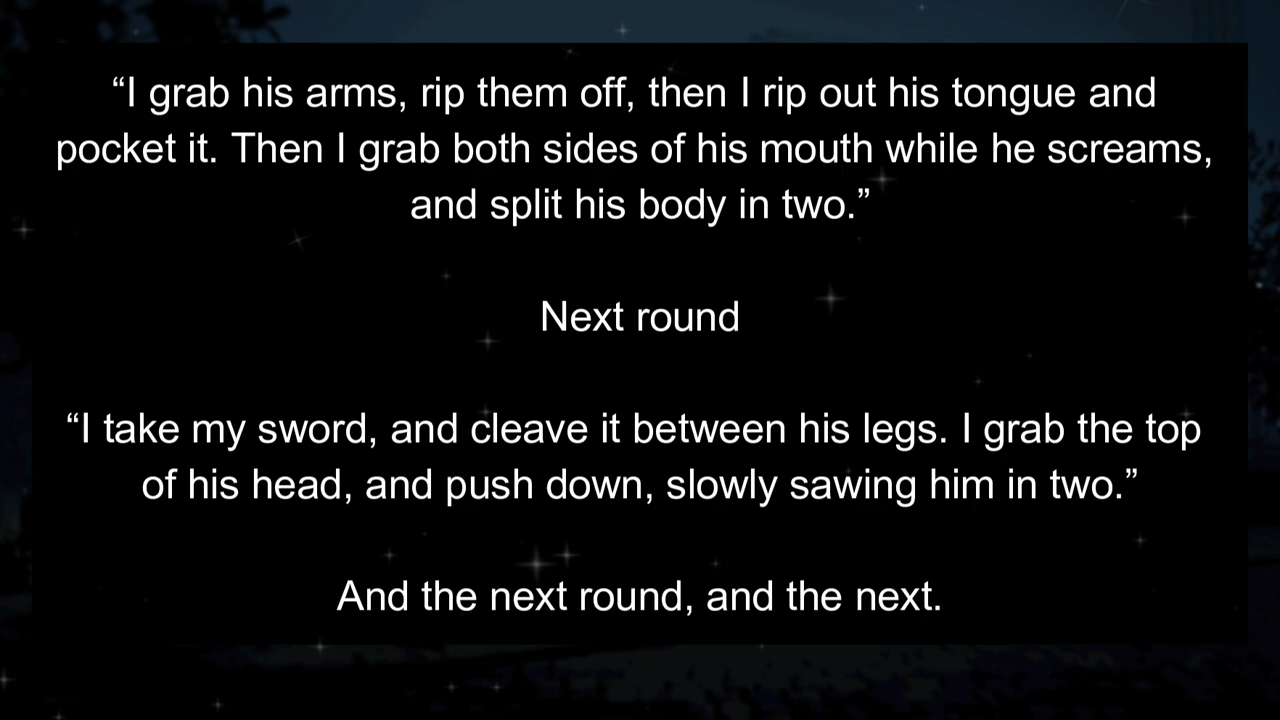 “I grab his arms, rip them off, then I rip out his tongue and
pocket it. Then I grab both sides of his mouth while he screams,
and split his body in two.”
Next round
“I take my sword, and cleave it between his legs. I grab the top
of his head, and push down, slowly sawing him in two.”
And the next round, and the next.